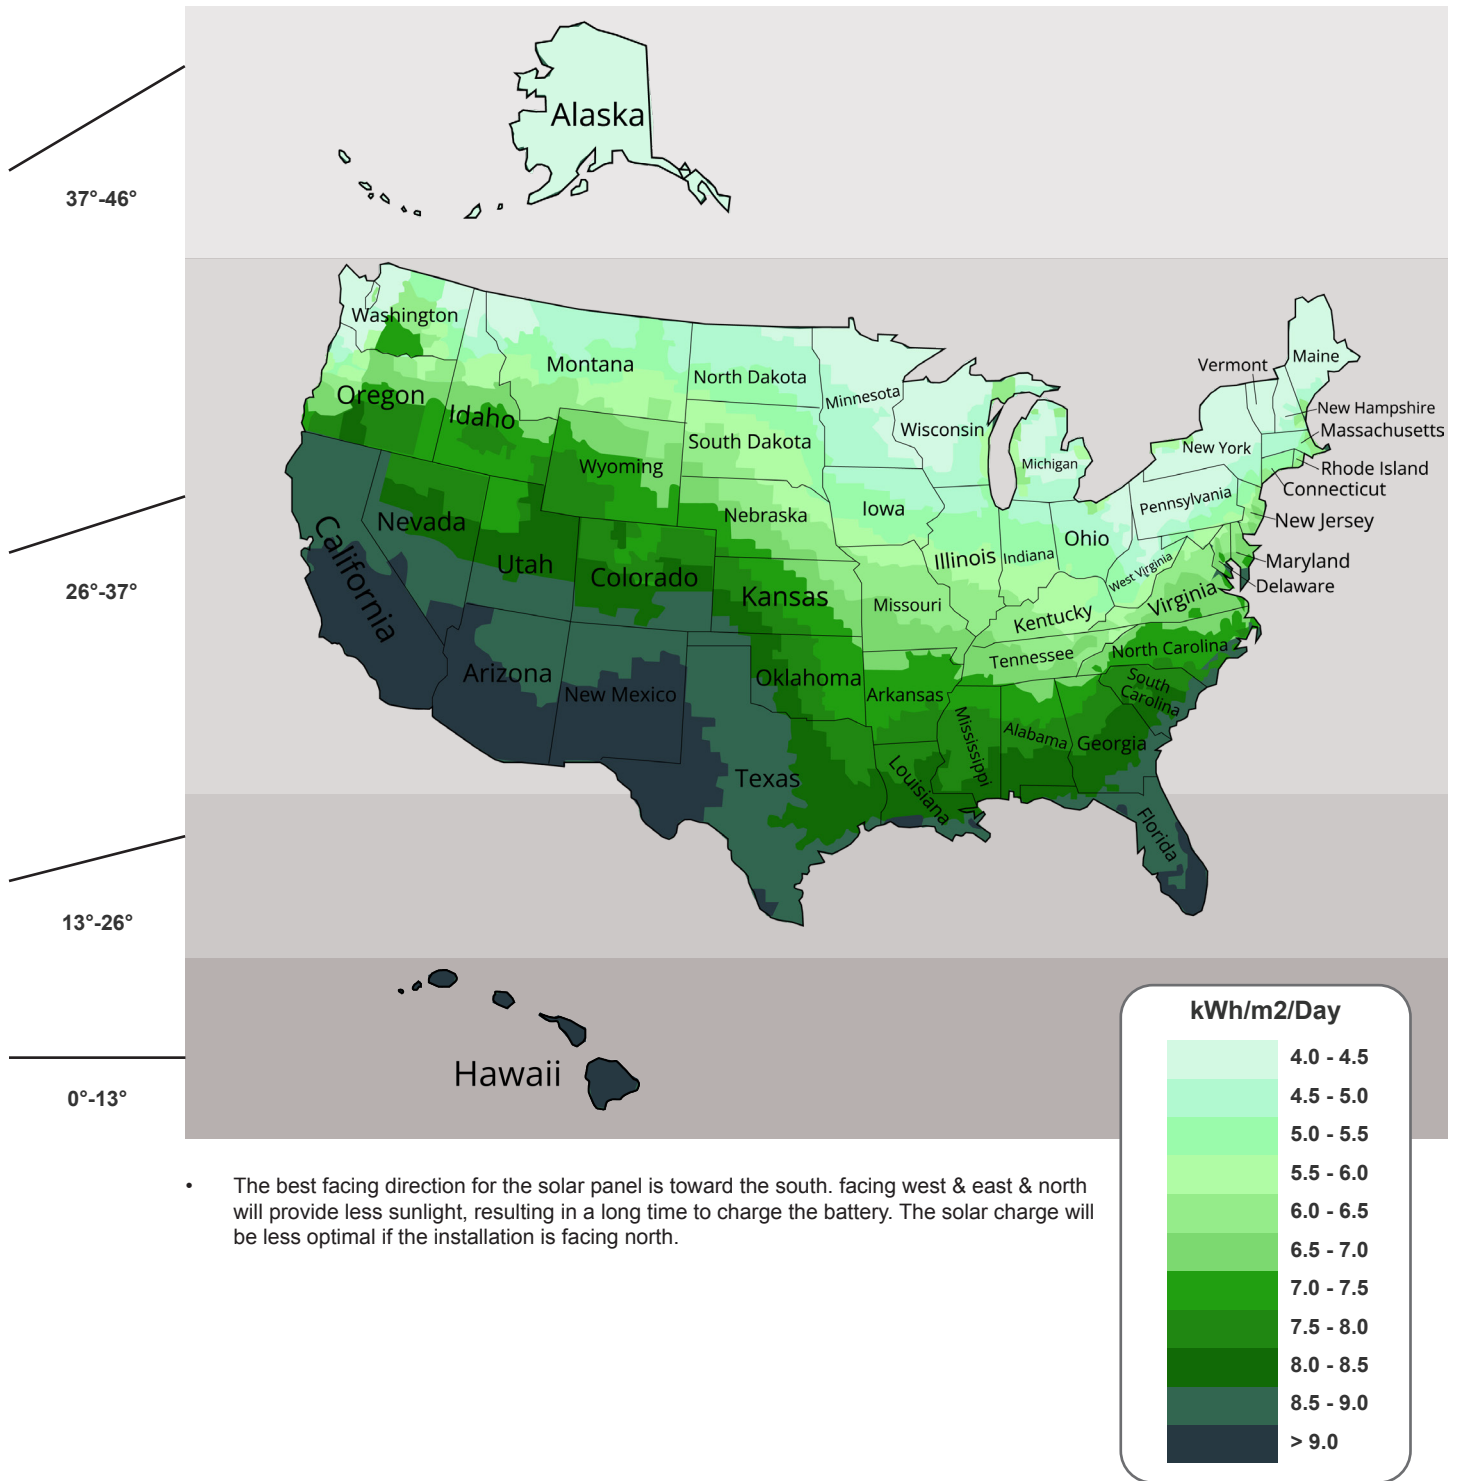 Alaska
37°-46°
Washington
Montana
North Dakota
Minnesota
Vermont
Maine
Oregon
Idaho
Wisconsin
New Hampshire
Massachusetts
South Dakota
Michigan
New York
Wyoming
Rhode Island
Connecticut
Pennsylvania
Nevada
Nebraska
Iowa
New Jersey
California
Utah
Colorado
Illinois
Indiana
Ohio
Maryland
26°-37°
Kansas
West Virginia
Delaware
Missouri
Kentucky
Virginia
Arizona
New Mexico
Oklahoma
Tennessee
North Carolina
Arkansas
South
Carolina
Mississippi
Alabama
Georgia
Texas
Louisiana
Florida
13°-26°
Hawaii
0°-13°
kWh/m2/Day
4.0 - 4.5
4.5 - 5.0
5.0 - 5.5
5.5 - 6.0
6.0 - 6.5
6.5 - 7.0
7.0 - 7.5
7.5 - 8.0
8.0 - 8.5
8.5 - 9.0
> 9.0
• The best facing direction for the solar panel is toward the south. facing west & east & north
will provide less sunlight, resulting in a long time to charge the battery. The solar charge will
be less optimal if the installation is facing north.